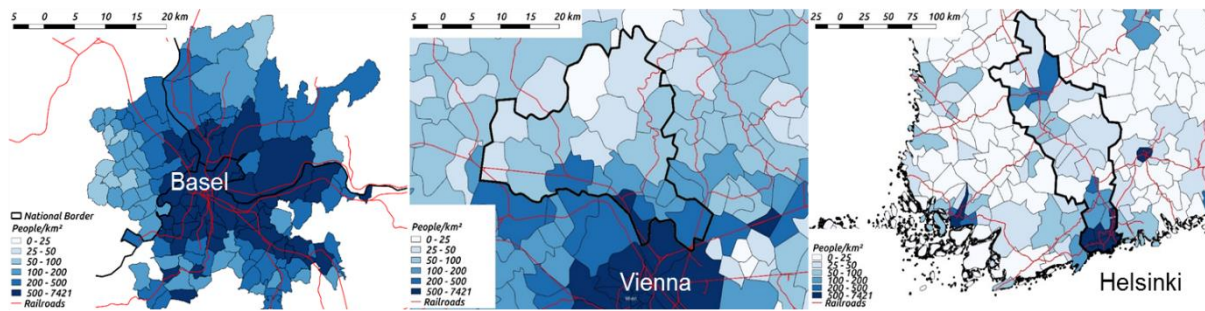 5 0 5 10 15 20 km
Basel
National Border
People/km²
0 - 25
25 - 50
50 - 100
100 - 200
200 - 500
500 - 7421
Railroads
5 0 5 10 15 20 km
Vienna
People/km²
0 - 25
25 - 50
50 - 100
100 - 200
200 - 500
500 - 7421
Railroads
25 0 25 50 75 100 km
Helsinki
People/km²
0 - 25
25 - 50
50 - 100
100 - 200
200 - 500
500 - 7421
Railroads